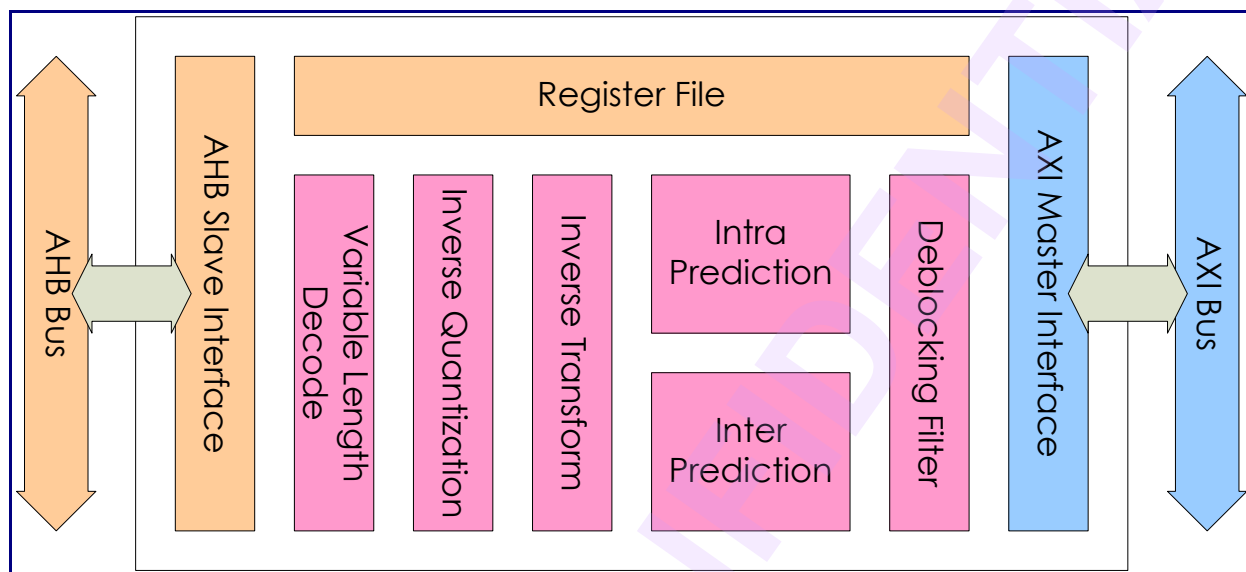 AHB Bus
AHB Slave Interface
Register File
Variable Length
Decode
Inverse Quantization
Inverse Transform
Intra
Prediction
Inter
Prediction
Deblocking Filter
AXI Master Interface
AXI Bus